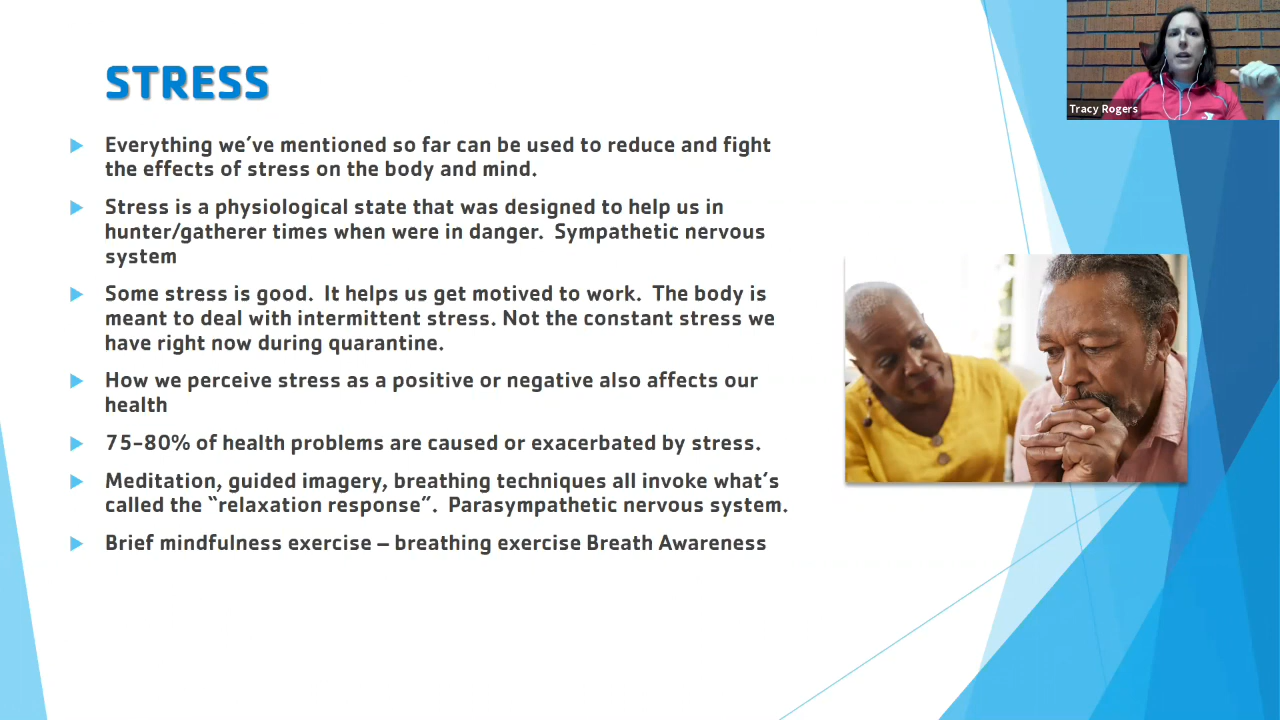 STRESS
Everything we've mentioned so far can be used to reduce and fight
the effects of stress on the body and mind.
Stress is a physiological state that was designed to help us in
hunter/gatherer times when were in danger.  Sympathetic nervous
system
Some stress is good.  It helps us get motived to work.  The body is
meant to deal with intermittent stress. Not the constant stress we
have right now during quarantine.
How we perceive stress as a positive or negative also affects our
health
75-80% of health problems are caused or exacerbated by stress.
Meditation, guided imagery, breathing techniques all invoke what's
called the “relaxation response”.  Parasympathetic nervous system.
Brief mindfulness exercise – breathing exercise Breath Awareness
Tracy Rogers